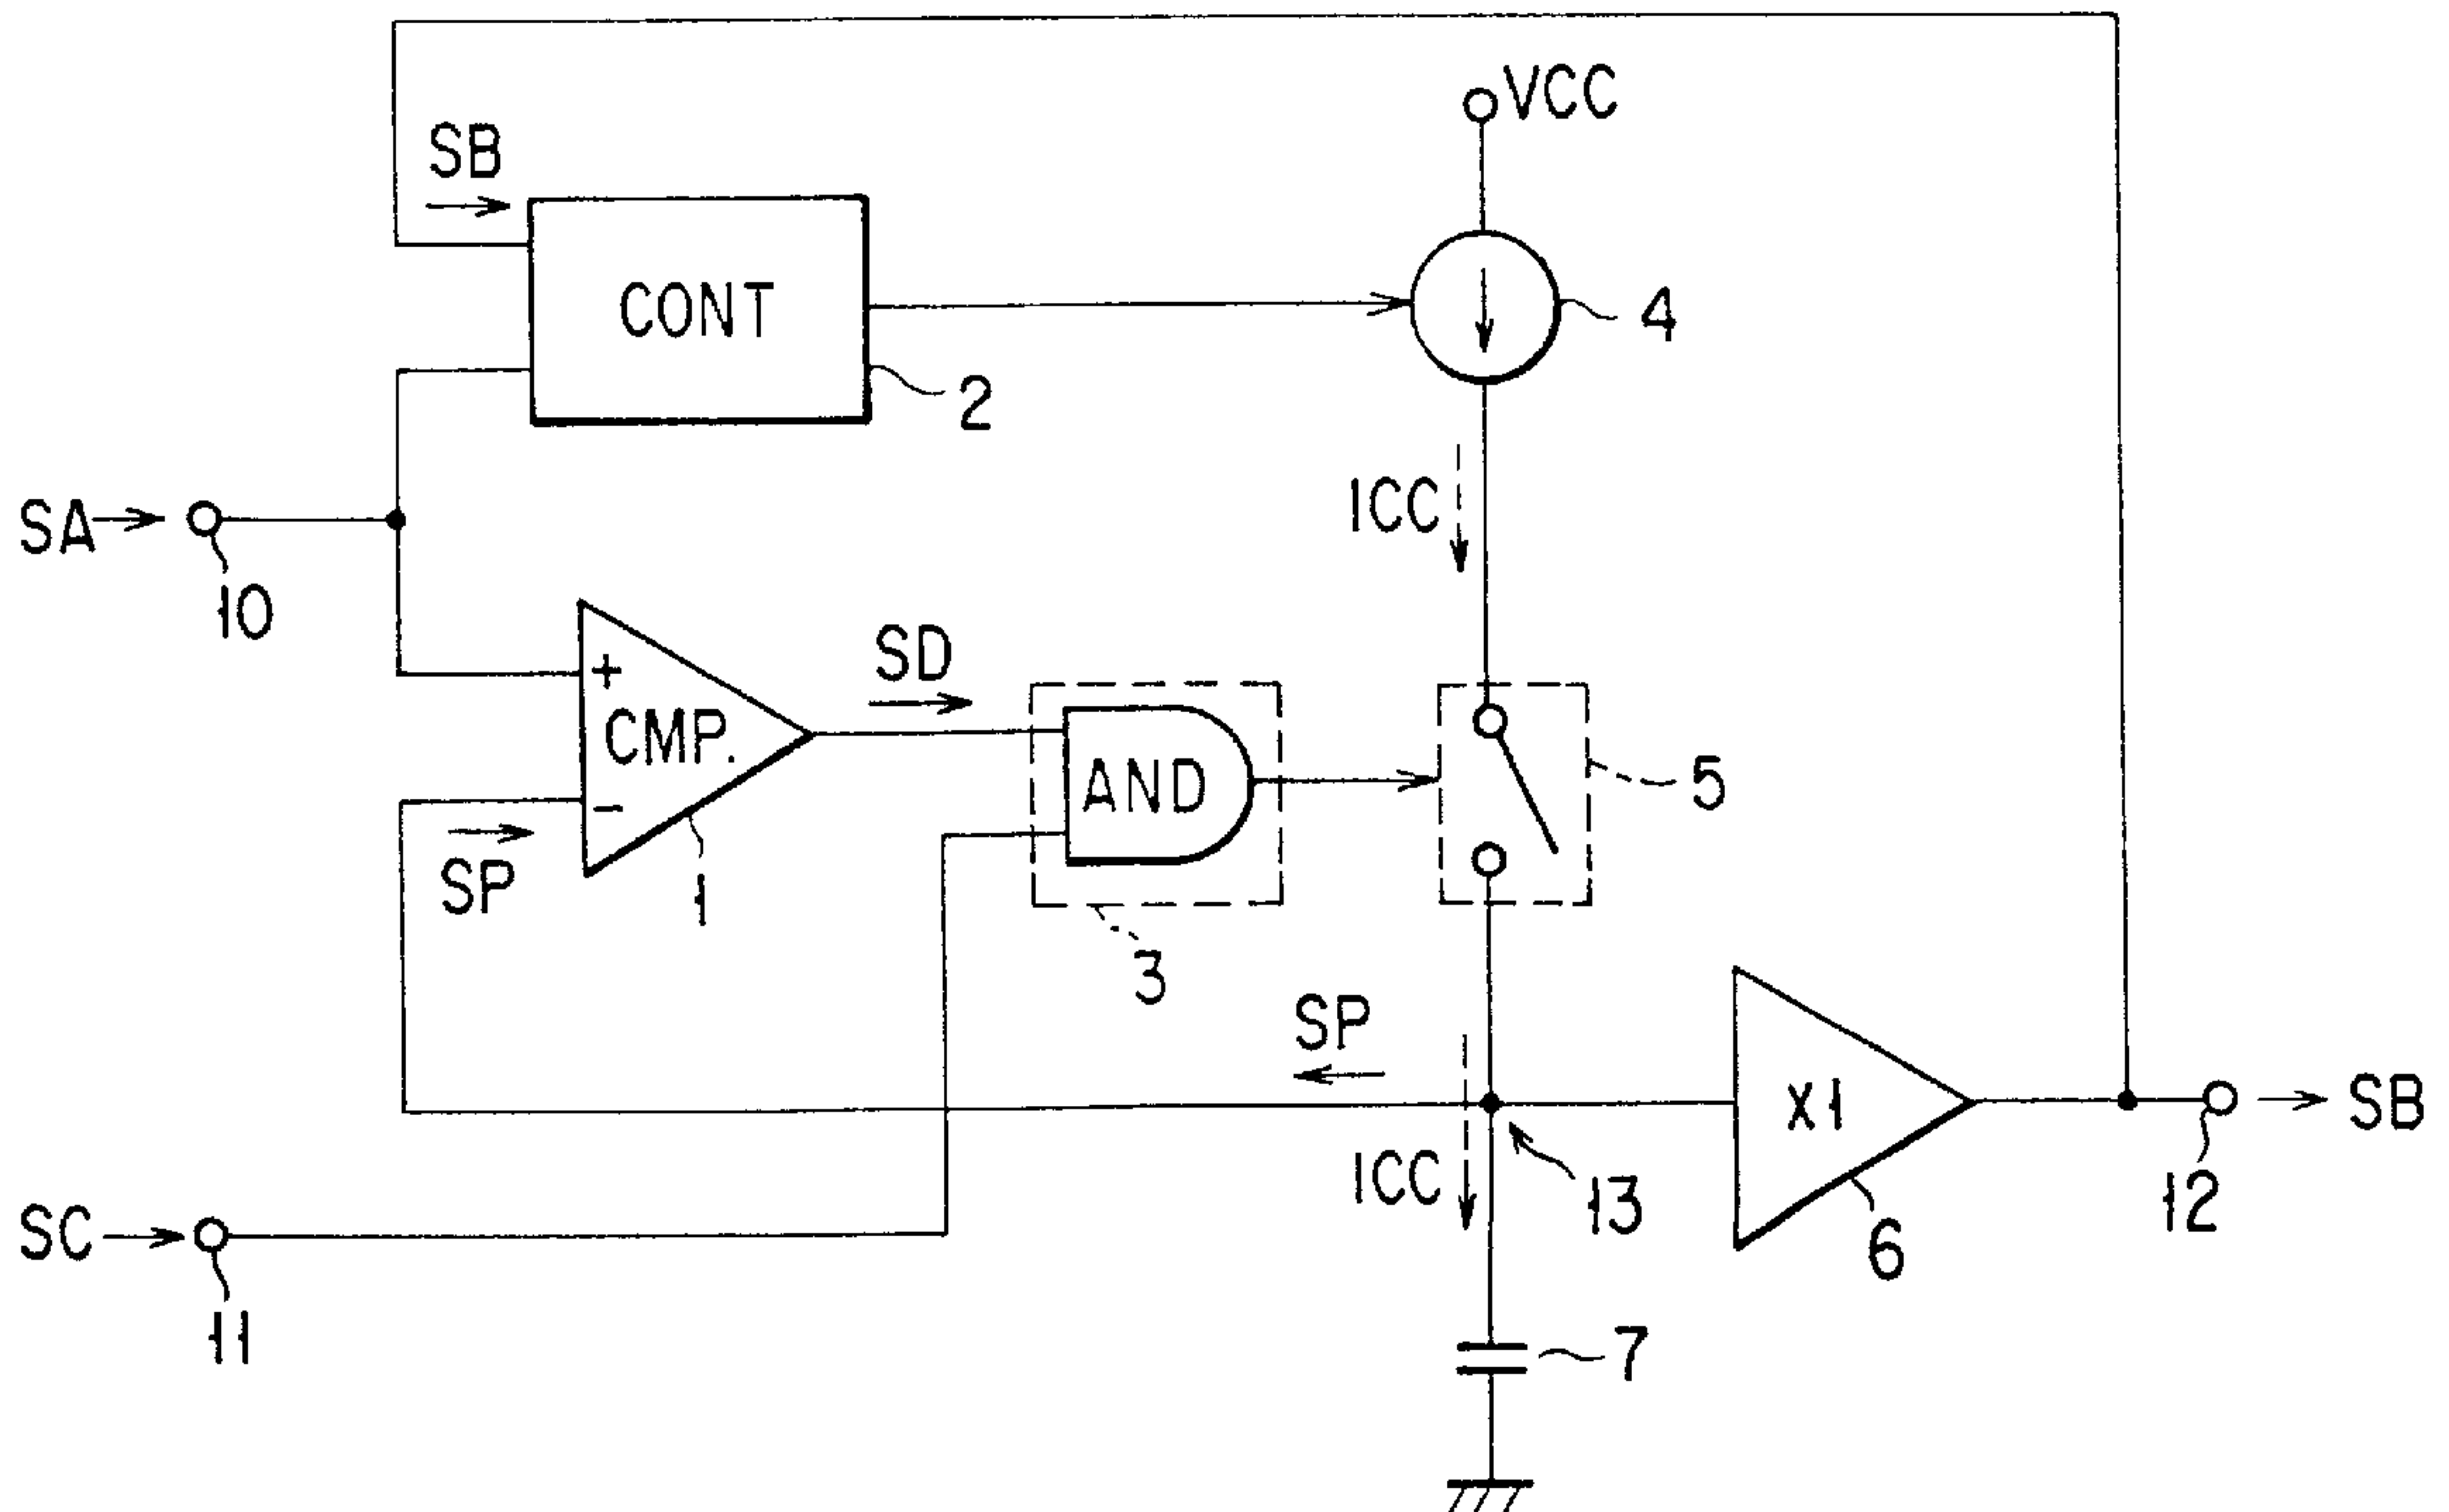 VCC
SB
CONT
4
2
ICC
SA
10
SD
+
CMP.
AND
5
-
SP
1
3
SP
X1
SB
ICC
13
12
SC
6
11
7